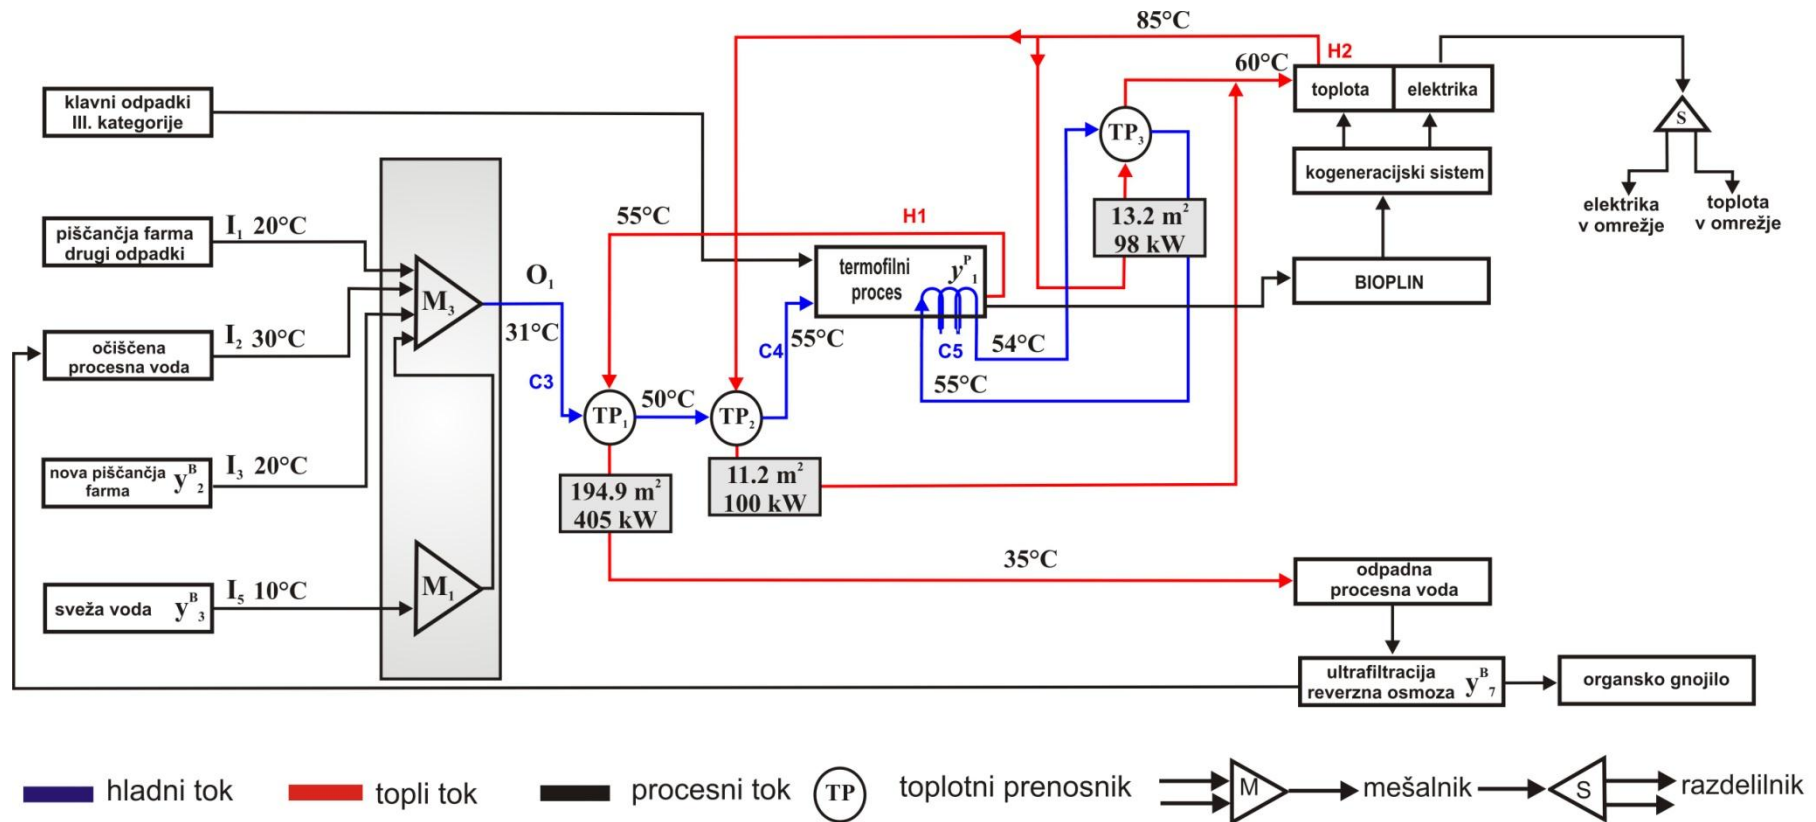 85°C
H2
60°C
klavni odpadki
III. kategorije
toplota
elektrika
S
TP₃
kogeneracijski sistem
elektrika
v omrežje
toplota
v omrežje
piščančja farma
drugi odpadki
I₁ 20°C
55°C
H1
13.2 m²
98 kW
M₃
O₁
termofilni
proces
yᴾ₁
BIOPLIN
31°C
očiščena
procesna voda
I₂ 30°C
C3
C4
55°C
C5
54°C
55°C
TP₁
50°C
TP₂
nova piščančja
farma
yᴮ₂
I₃ 20°C
194.9 m²
405 kW
11.2 m²
100 kW
35°C
odpadna
procesna voda
sveža voda
yᴮ₃
I₅ 10°C
M₁
ultrafiltracija
reverzna osmoza
yᴮ₇
organsko gnojilo
hladni tok
topli tok
procesni tok
TP
toplotni prenosnik
M
mešalnik
S
razdelilnik